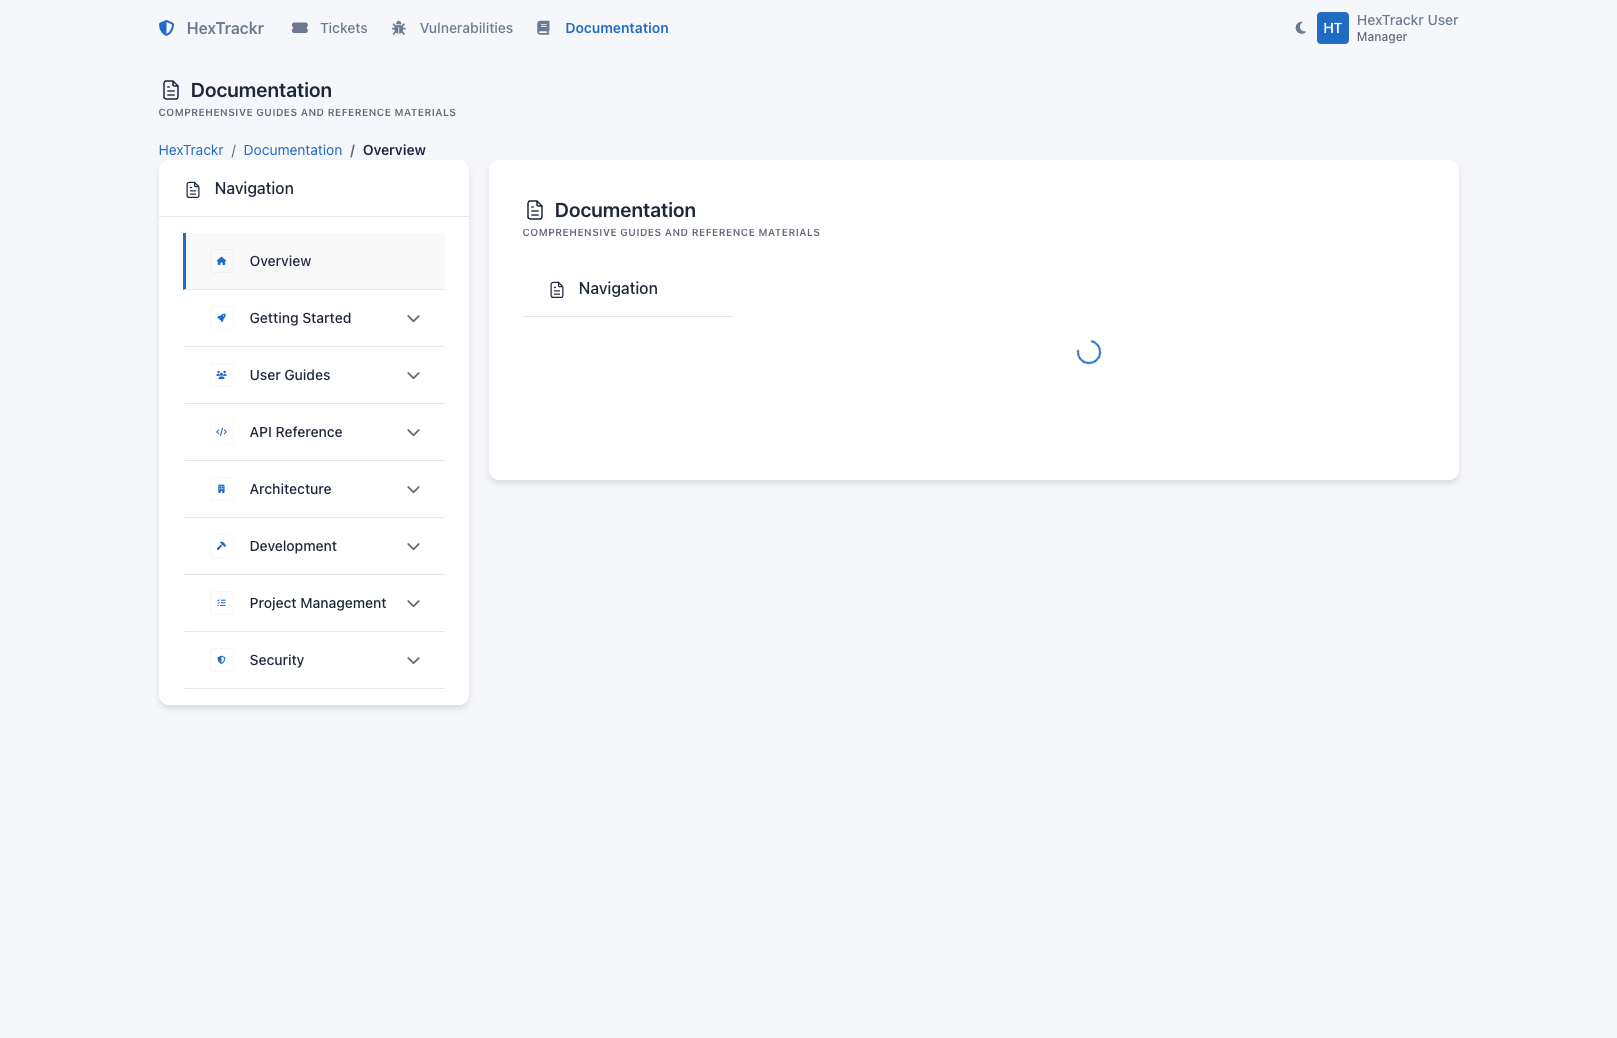 HexTrackr Tickets Vulnerabilities Documentation HT HexTrackr User
Manager
Documentation
COMPREHENSIVE GUIDES AND REFERENCE MATERIALS
HexTrackr / Documentation / Overview
Navigation
Overview
Getting Started
User Guides
API Reference
Architecture
Development
Project Management
Security
Documentation
COMPREHENSIVE GUIDES AND REFERENCE MATERIALS
Navigation